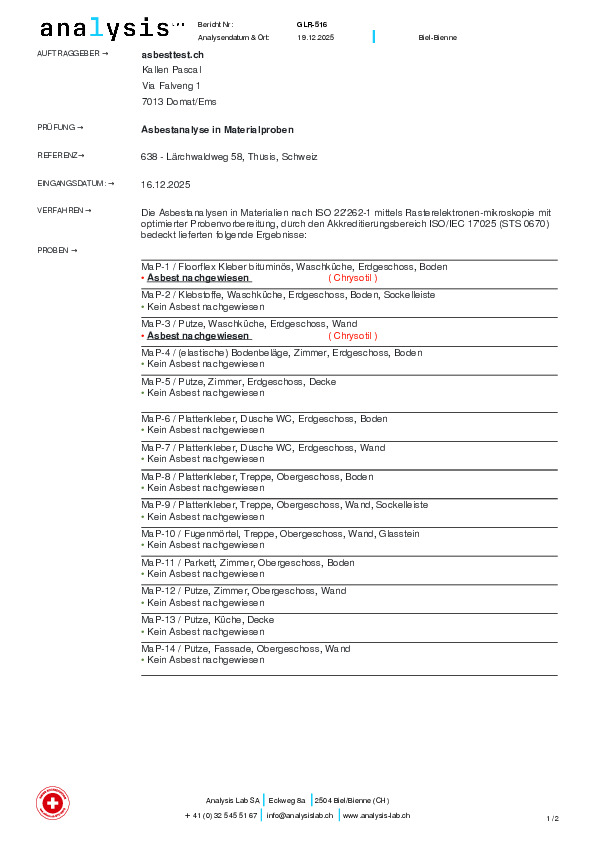 analysis
Bericht Nr: GLR-516
Analysendatum & Ort: 19.12.2025 Biel-Bienne
AUFTRAGGEBER → asbesttest.ch
Kallen Pascal
Via Falveng 1
7013 Domat/Ems
PRÜFUNG → Asbestanalyse in Materialproben
REFERENZ → 638 - Lärchwaldweg 58, Thusis, Schweiz
EINGANGSDATUM: → 16.12.2025
VERFAHREN → Die Asbestanalysen in Materialien nach ISO 22'262-1 mittels Rasterelektronen-mikroskopie mit
optimierter Probenvorbereitung, durch den Akkreditierungsbereich ISO/IEC 17'025 (STS 0670)
bedeckt lieferten folgende Ergebnisse:
PROBEN →
MaP-1 / Floorflex Kleber bituminös, Waschküche, Erdgeschoss, Boden
• Asbest nachgewiesen ( Chrysotil )
MaP-2 / Klebstoffe, Waschküche, Erdgeschoss, Boden, Sockelleiste
• Kein Asbest nachgewiesen
MaP-3 / Putze, Waschküche, Erdgeschoss, Wand
• Asbest nachgewiesen ( Chrysotil )
MaP-4 / (elastische) Bodenbeläge, Zimmer, Erdgeschoss, Boden
• Kein Asbest nachgewiesen
MaP-5 / Putze, Zimmer, Erdgeschoss, Decke
• Kein Asbest nachgewiesen
MaP-6 / Plattenkleber, Dusche WC, Erdgeschoss, Boden
• Kein Asbest nachgewiesen
MaP-7 / Plattenkleber, Dusche WC, Erdgeschoss, Wand
• Kein Asbest nachgewiesen
MaP-8 / Plattenkleber, Treppe, Obergeschoss, Boden
• Kein Asbest nachgewiesen
MaP-9 / Plattenkleber, Treppe, Obergeschoss, Wand, Sockelleiste
• Kein Asbest nachgewiesen
MaP-10 / Fugenmörtel, Treppe, Obergeschoss, Wand, Glasstein
• Kein Asbest nachgewiesen
MaP-11 / Parkett, Zimmer, Obergeschoss, Boden
• Kein Asbest nachgewiesen
MaP-12 / Putze, Zimmer, Obergeschoss, Wand
• Kein Asbest nachgewiesen
MaP-13 / Putze, Küche, Decke
• Kein Asbest nachgewiesen
MaP-14 / Putze, Fassade, Obergeschoss, Wand
• Kein Asbest nachgewiesen
Analysis Lab SA | Eckweg 8a | 2504 Biel/Bienne (CH)
+ 41 (0) 32 545 51 67 | info@analysislab.ch | www.analysis-lab.ch
1 / 2